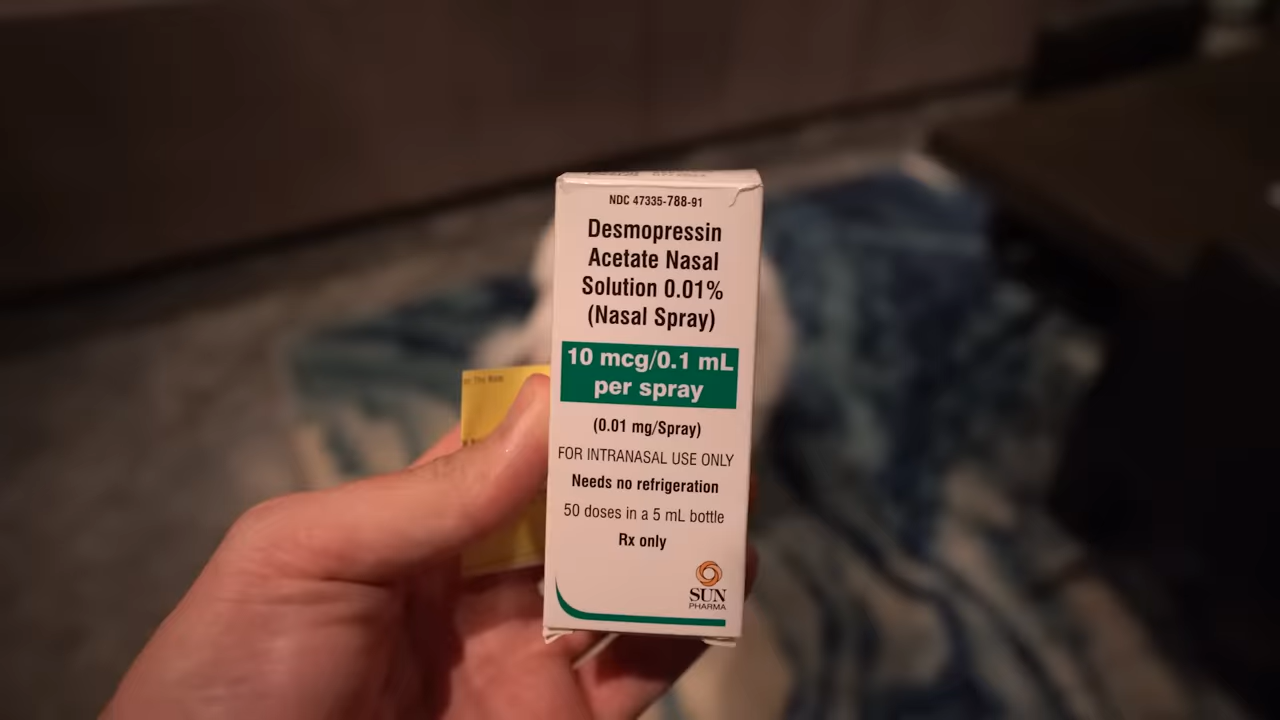 NDC 47335-788-91
Desmopressin
Acetate Nasal
Solution 0.01%
(Nasal Spray)
10 mcg/0.1 mL
per spray
(0.01 mg/Spray)
FOR INTRANASAL USE ONLY
Needs no refrigeration
50 doses in a 5 mL bottle
Rx only
SUN
PHARMA